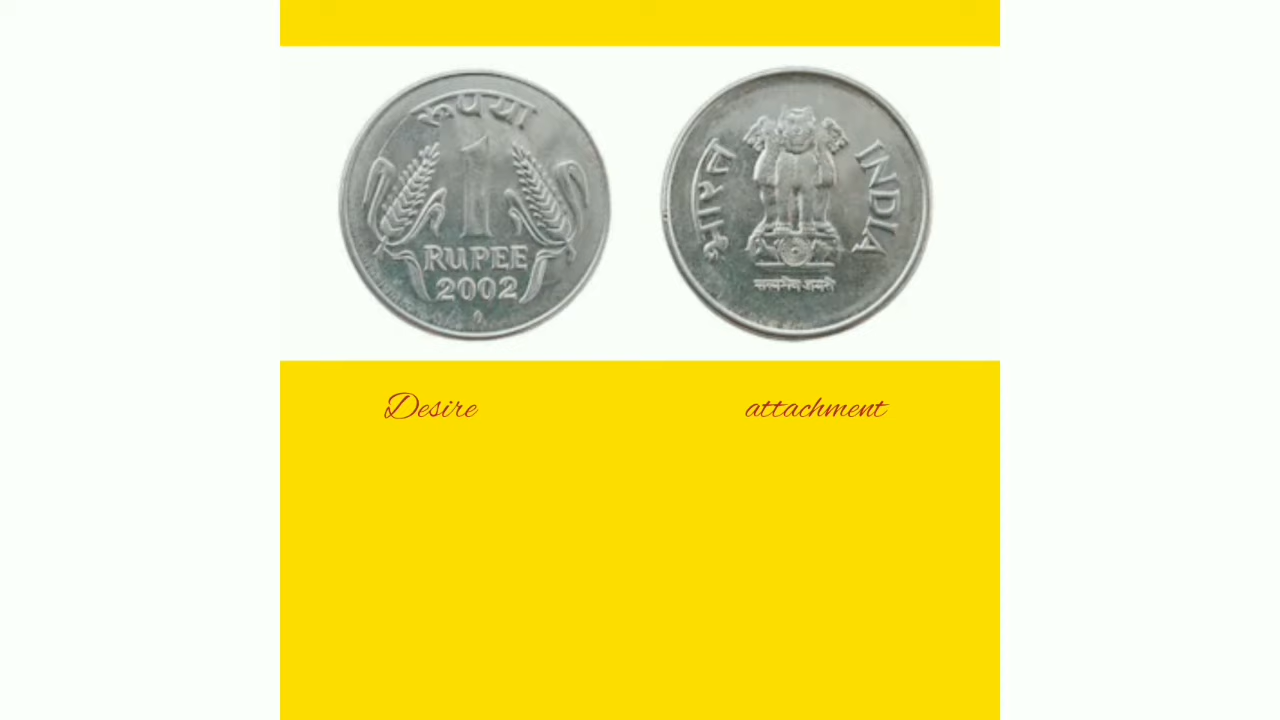 रूपया
1
RUPEE
2002
भारत
INDIA
सत्यमेव जयते
Desire
attachment